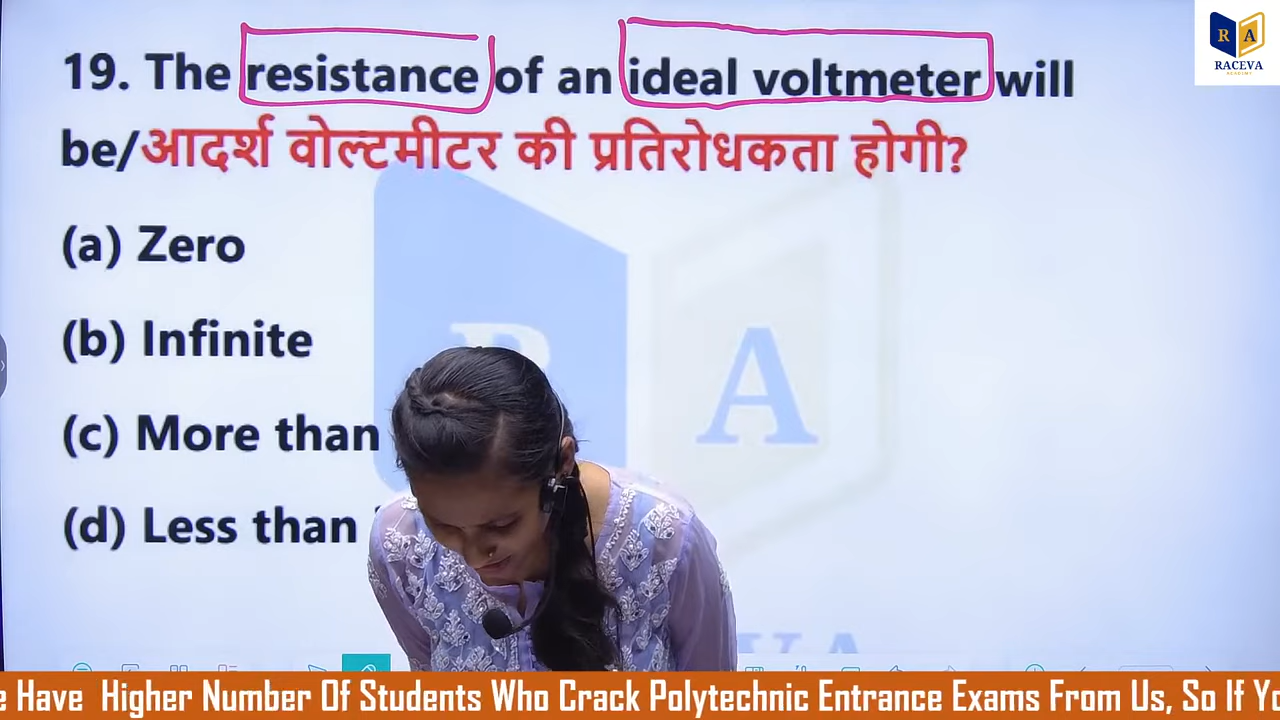 19. The resistance of an ideal voltmeter will
be/आदर्श वोल्टमीटर की प्रतिरोधकता होगी?
(a) Zero
(b) Infinite
(c) More than
(d) Less than
R A
RACEVA
ACADEMY
A
Have Higher Number Of Students Who Crack Polytechnic Entrance Exams From Us, So If